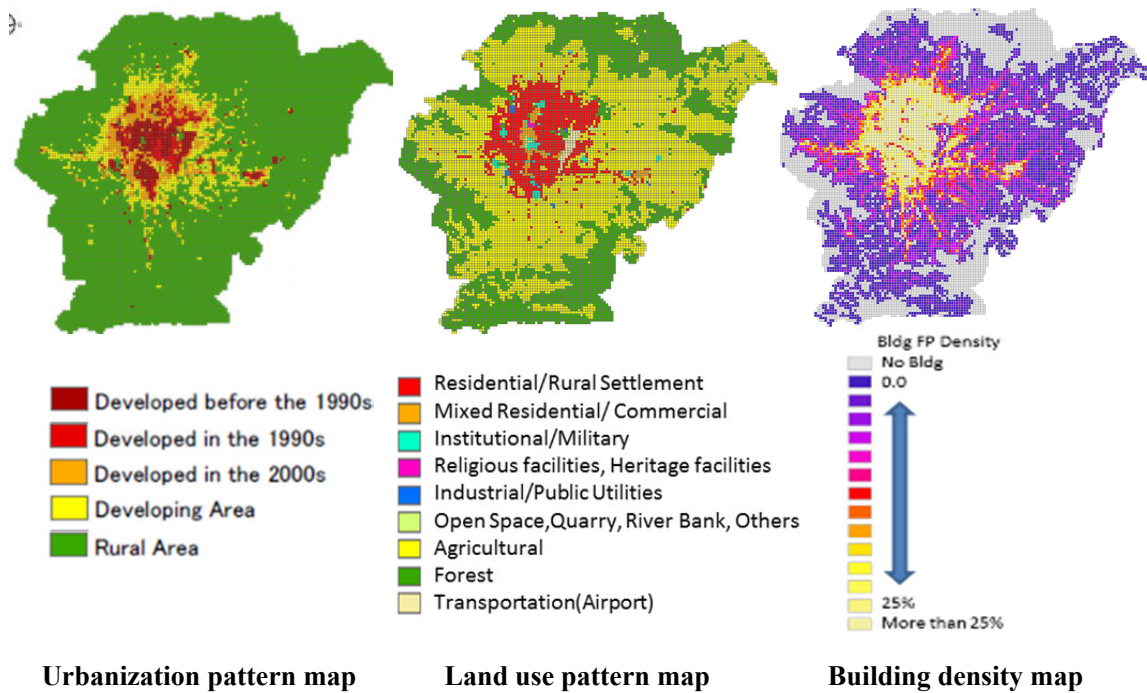 Developed before the 1990s
Developed in the 1990s
Developed in the 2000s
Developing Area
Rural Area
Residential/Rural Settlement
Mixed Residential/ Commercial
Institutional/Military
Religious facilities, Heritage facilities
Industrial/Public Utilities
Open Space,Quarry, River Bank, Others
Agricultural
Forest
Transportation(Airport)
Bldg FP Density
No Bldg
0.0
25%
More than 25%
Urbanization pattern map
Land use pattern map
Building density map